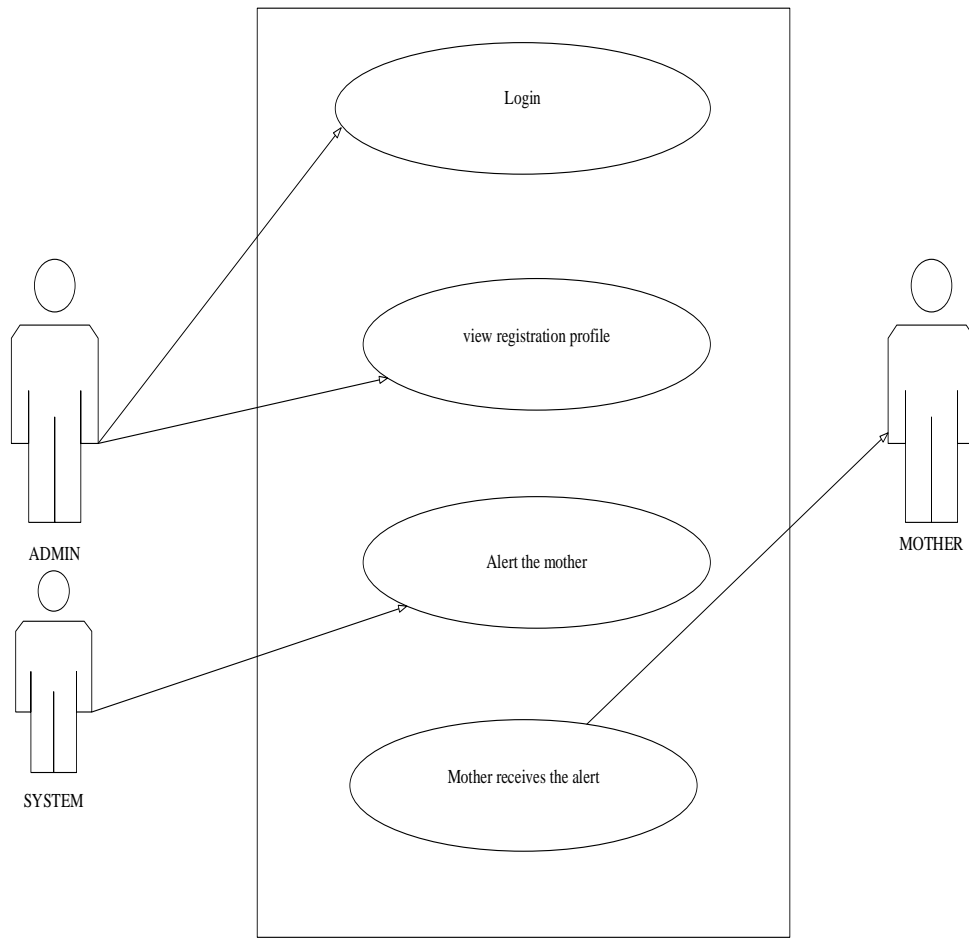 Login
view registration profile
ADMIN
MOTHER
Alert the mother
SYSTEM
Mother receives the alert